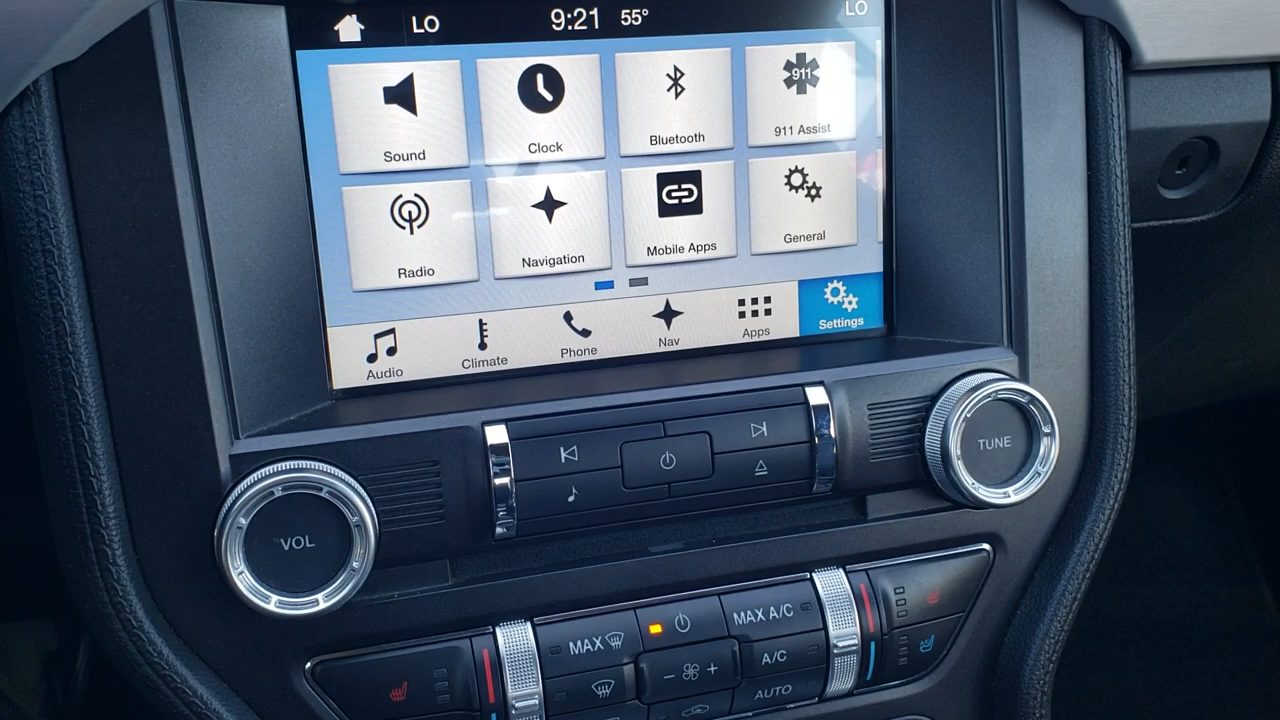 LO 9:21 55° LO
Sound Clock Bluetooth 911 911 Assist
Radio Navigation Mobile Apps General
Audio Climate Phone Nav Apps Settings
TUNE
VOL
MAX MAX A/C
A/C
AUTO